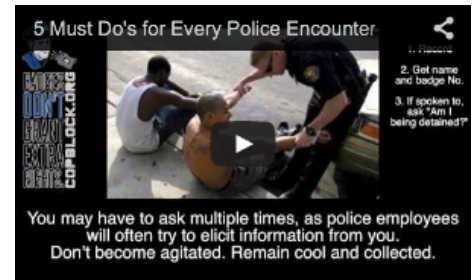 5 Must Do's for Every Police Encounter
1. Record
2. Get name
and badge No.
3. If spoken to,
ask "Am I
being detained?"
BADGES
DON'T
GRANT
EXTRA
RIGHTS
COPBLOCK.ORG
You may have to ask multiple times, as police employees
will often try to elicit information from you.
Don't become agitated. Remain cool and collected.